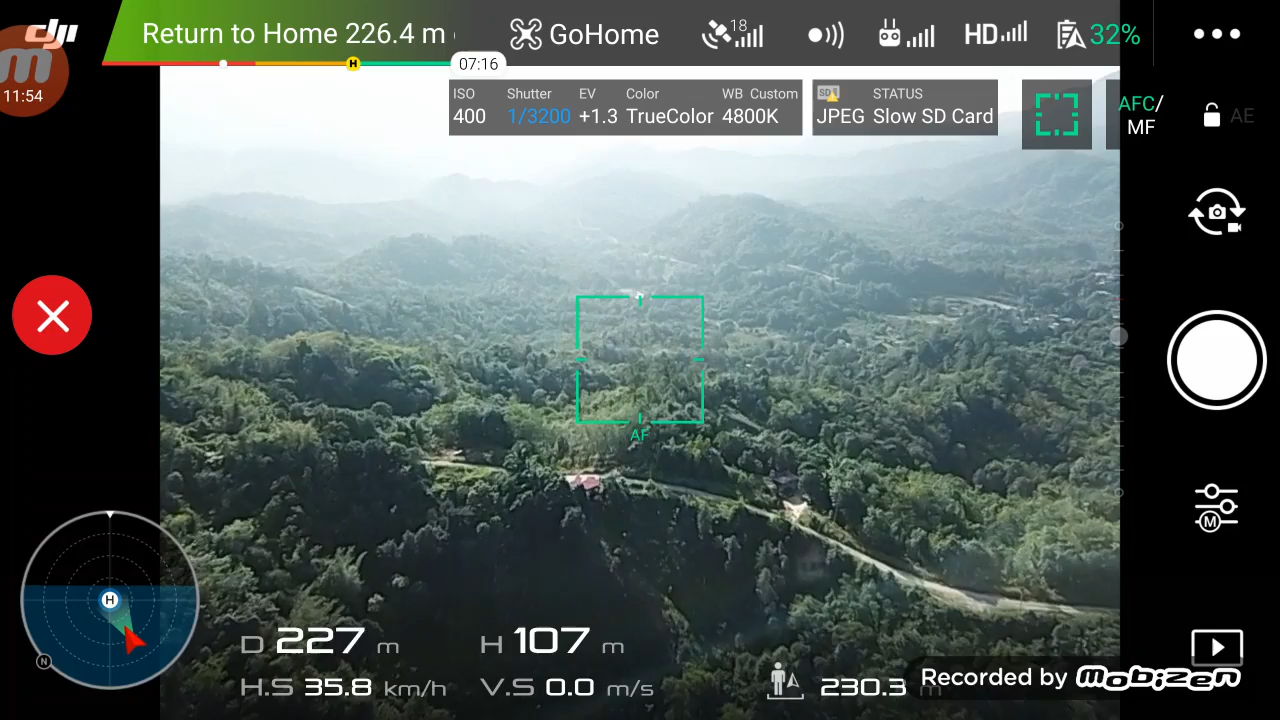 dji
Return to Home 226.4 m
GoHome
18
HD
32%
m
11:54
H
07:16
ISO
400
Shutter
1/3200
EV
+1.3
Color
TrueColor
WB Custom
4800K
SD
JPEG
STATUS
Slow SD Card
AFC/
MF
AE
AF
M
H
N
D 227 m
H 107 m
H.S 35.8 km/h
V.S 0.0 m/s
230.3 m
Recorded by Mobizen